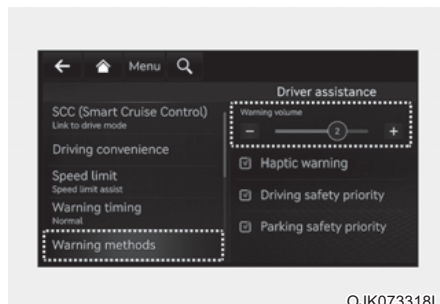 Menu
Driver assistance
SCC (Smart Cruise Control)
Link to drive mode
Driving convenience
Speed limit
Speed limit assist
Warning timing
Normal
Warning methods
Warning volume
- 2 +
Haptic warning
Driving safety priority
Parking safety priority
OJK073318L